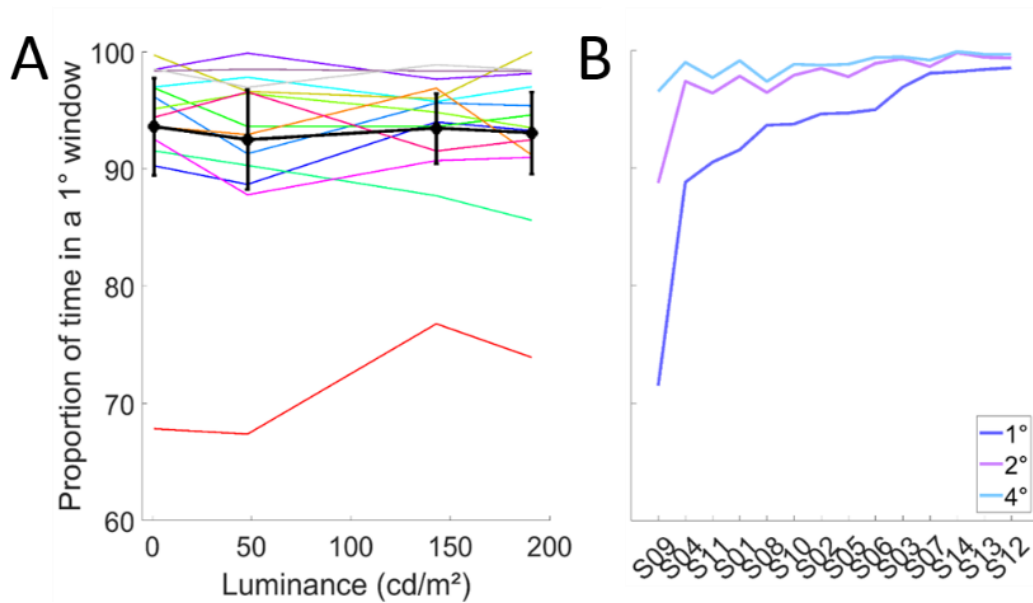 A
B
Proportion of time in a 1° window
100
90
80
70
60
0
50
100
150
200
Luminance (cd/m²)
1°
2°
4°
S09
S04
S11
S01
S08
S10
S02
S05
S06
S03
S07
S14
S13
S12